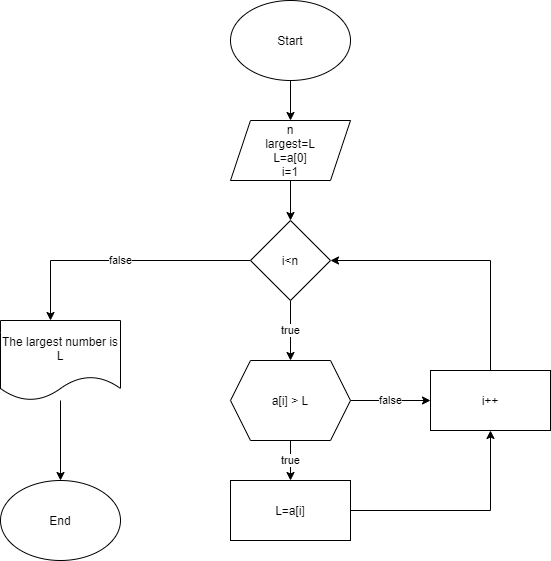 Start
n
largest=L
L=a[0]
i=1
i<n
false
true
The largest number is
L
a[i] > L
false
i++
true
L=a[i]
End